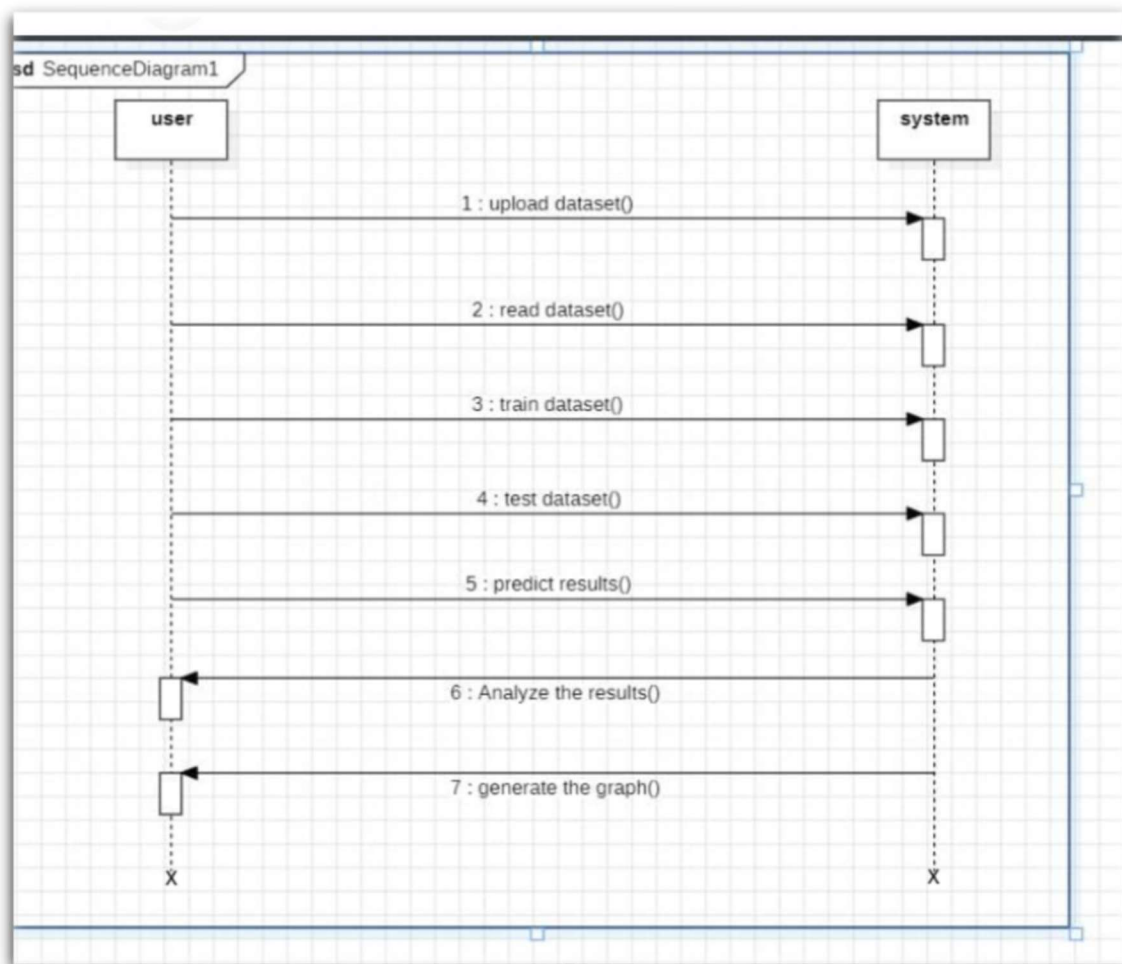 sd SequenceDiagram1
user
system
1 : upload dataset()
2 : read dataset()
3 : train dataset()
4 : test dataset()
5 : predict results()
6 : Analyze the results()
7 : generate the graph()
X
X